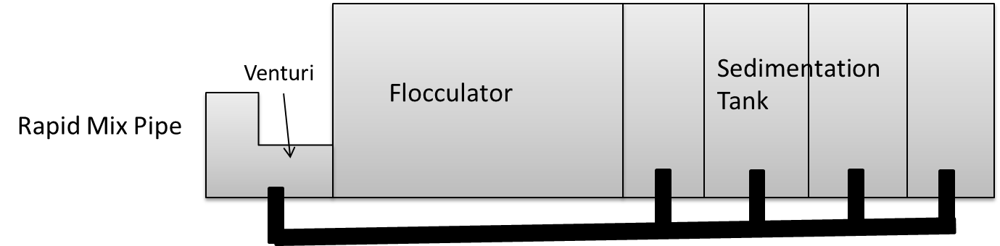 Rapid Mix Pipe
Venturi
Flocculator
Sedimentation
Tank